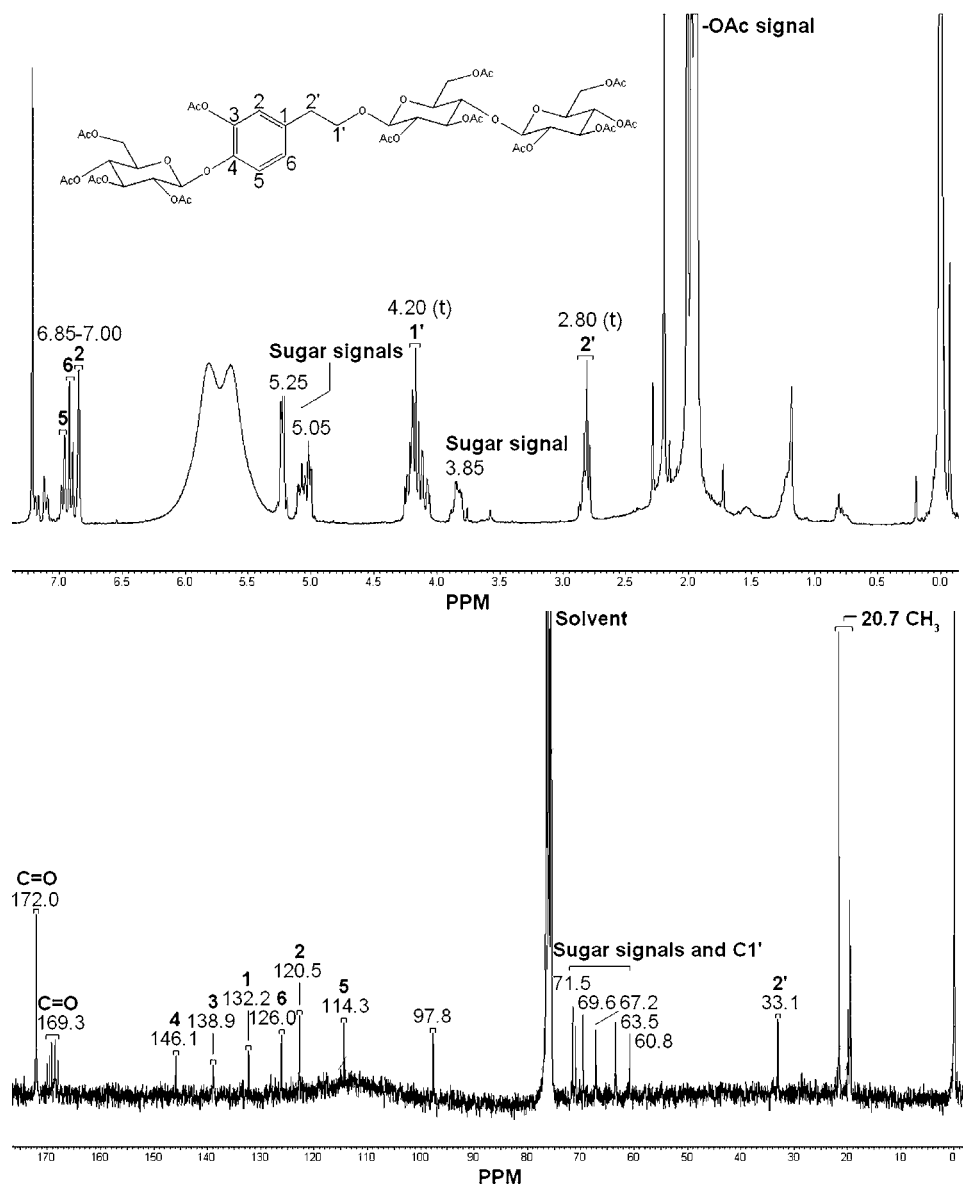 -OAc signal
OAc
OAc
AcO
2
2'
3
1
O
O
O
O
OAc
1'
AcO
OAc
AcO
OAc
OAc
AcO
4
6
O
5
O
AcO
AcO
OAc
4.20 (t)
1'
2.80 (t)
2'
6.85-7.00
6 2
5
Sugar signals
5.25
5.05
Sugar signal
3.85
7.0 6.5 6.0 5.5 5.0 4.5 4.0 3.5 3.0 2.5 2.0 1.5 1.0 0.5 0.0
PPM
Solvent
20.7 CH3
C=O
172.0
C=O
169.3
4
146.1
3
138.9
1
132.2
6
126.0
2
120.5
5
114.3
97.8
Sugar signals and C1'
71.5
69.6 67.2
63.5
60.8
2'
33.1
170 160 150 140 130 120 110 100 90 80 70 60 50 40 30 20 10 0
PPM